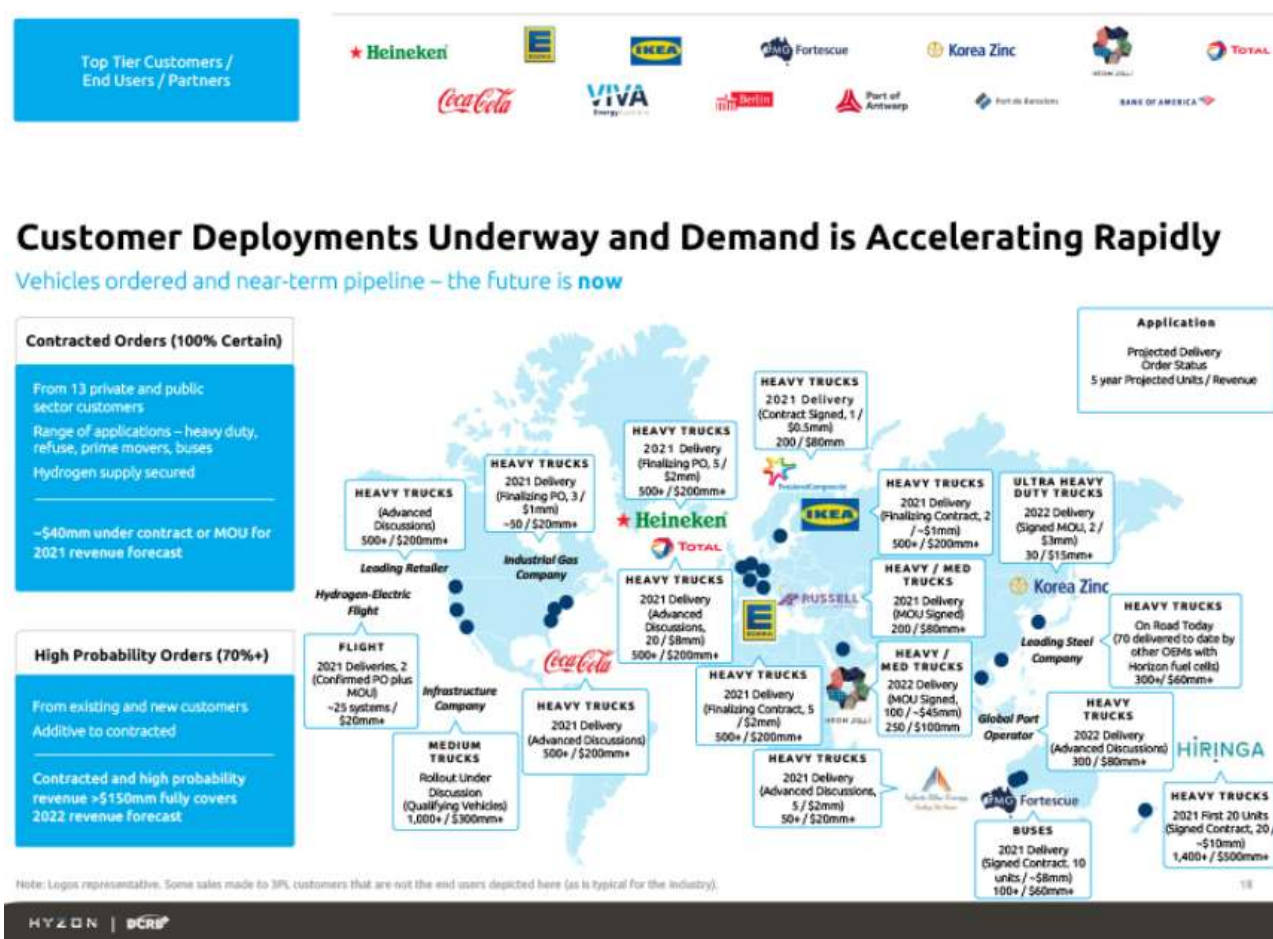 Top Tier Customers /
End Users / Partners
Heineken
E
EDEKA
IKEA
FMG Fortescue
Korea Zinc
NEOM نيوم
TOTAL
Coca-Cola
VIVA
Energy
Berlin
Port of
Antwerp
Port de Barcelona
BANK OF AMERICA
Customer Deployments Underway and Demand is Accelerating Rapidly
Vehicles ordered and near-term pipeline – the future is now
Contracted Orders (100% Certain)
From 13 private and public
sector customers
Range of applications – heavy duty,
refuse, prime movers, buses
Hydrogen supply secured
~$40mm under contract or MOU for
2021 revenue forecast
High Probability Orders (70%+)
From existing and new customers
Additive to contracted
Contracted and high probability
revenue >$150mm fully covers
2022 revenue forecast
Application
Projected Delivery
Order Status
5 year Projected Units / Revenue
HEAVY TRUCKS
(Advanced
Discussions)
500+ / $200mm+
Leading Retailer
HEAVY TRUCKS
2021 Delivery
(Finalizing PO, 3 /
$1mm)
~50 / $20mm+
Industrial Gas
Company
HEAVY TRUCKS
2021 Delivery
(Finalizing PO, 5 /
$2mm)
500+ / $200mm+
Heineken
HEAVY TRUCKS
2021 Delivery
(Contract Signed, 1 /
$0.5mm)
200 / $80mm
HEAVY TRUCKS
2021 Delivery
(Finalizing Contract, 2
/ ~$1mm)
500+ / $200mm+
IKEA
ULTRA HEAVY
DUTY TRUCKS
2022 Delivery
(Signed MOU, 2 /
$3mm)
30 / $15mm+
Korea Zinc
TOTAL
HEAVY TRUCKS
2021 Delivery
(Advanced
Discussions,
20 / $8mm)
500+ / $200mm+
RUSSELL
HEAVY / MED
TRUCKS
2021 Delivery
(MOU Signed)
200 / $80mm+
Hydrogen-Electric
Flight
FLIGHT
2021 Deliveries, 2
(Confirmed PO plus
MOU)
~25 systems /
$20mm+
Infrastructure
Company
MEDIUM
TRUCKS
Rollout Under
Discussion
(Qualifying Vehicles)
1,000+ / $300mm+
Coca-Cola
HEAVY TRUCKS
2021 Delivery
(Advanced Discussions)
500+ / $200mm+
E
EDEKA
HEAVY TRUCKS
2021 Delivery
(Finalizing Contract, 5
/ $2mm)
500+ / $200mm+
NEOM نيوم
HEAVY /
MED TRUCKS
2022 Delivery
(MOU Signed,
100 / ~$45mm)
250 / $100mm
Leading Steel
Company
HEAVY TRUCKS
On Road Today
(70 delivered to date by
other OEMs with
Horizon fuel cells)
300+/ $60mm+
Global Port
Operator
HEAVY
TRUCKS
2022 Delivery
(Advanced Discussions)
300 / $80mm+
HEAVY TRUCKS
2021 Delivery
(Advanced Discussions,
5 / $2mm)
50+ / $20mm+
FMG Fortescue
BUSES
2021 Delivery
(Signed Contract, 10
units / ~$8mm)
100+ / $60mm+
HIRINGA
HEAVY TRUCKS
2021 First 20 Units
(Signed Contract, 20 /
~$10mm)
1,400+ / $500mm+
Note: Logos representative. Some sales made to 3PL customers that are not the end users depicted here (as is typical for the industry).
18
HYZON | DCRB